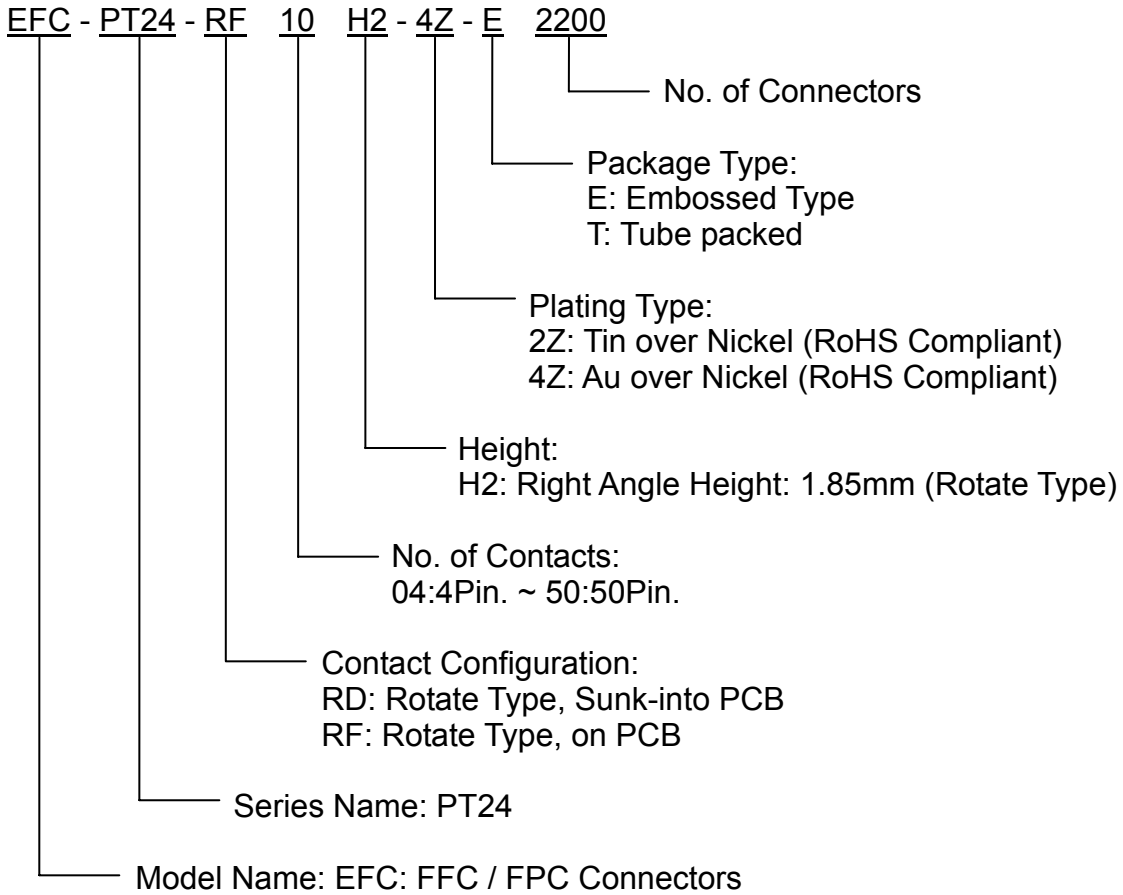 EFC - PT24 - RF 10 H2 - 4Z - E 2200
No. of Connectors
Package Type:
E: Embossed Type
T: Tube packed
Plating Type:
2Z: Tin over Nickel (RoHS Compliant)
4Z: Au over Nickel (RoHS Compliant)
Height:
H2: Right Angle Height: 1.85mm (Rotate Type)
No. of Contacts:
04:4Pin. ~ 50:50Pin.
Contact Configuration:
RD: Rotate Type, Sunk-into PCB
RF: Rotate Type, on PCB
Series Name: PT24
Model Name: EFC: FFC / FPC Connectors